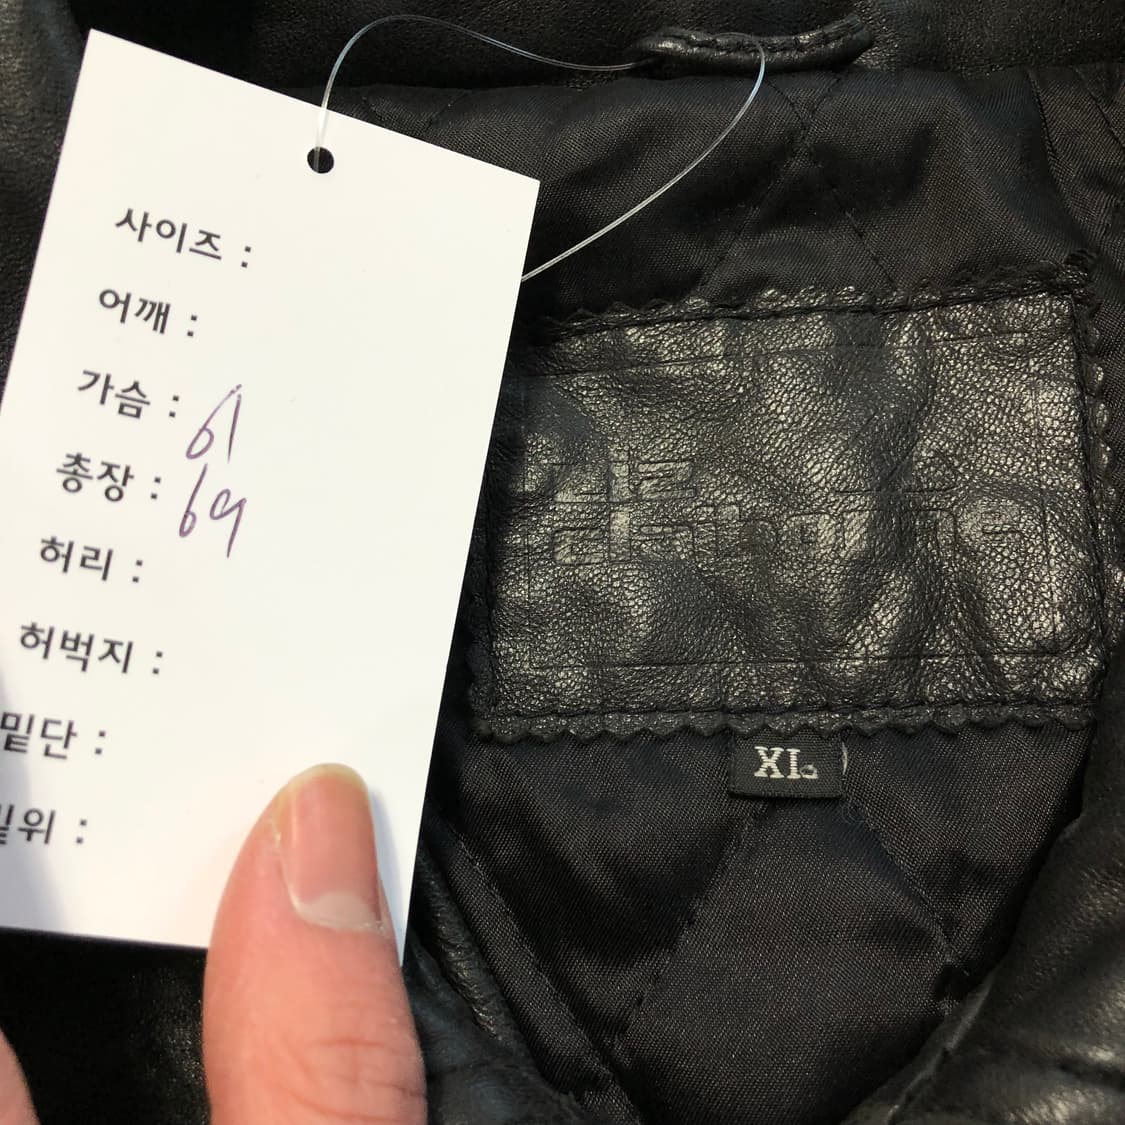 사이즈 :
어깨 :
가슴 : 61
총장 : 69
허리 :
허벅지 :
밑단 :
밑위 :
XL